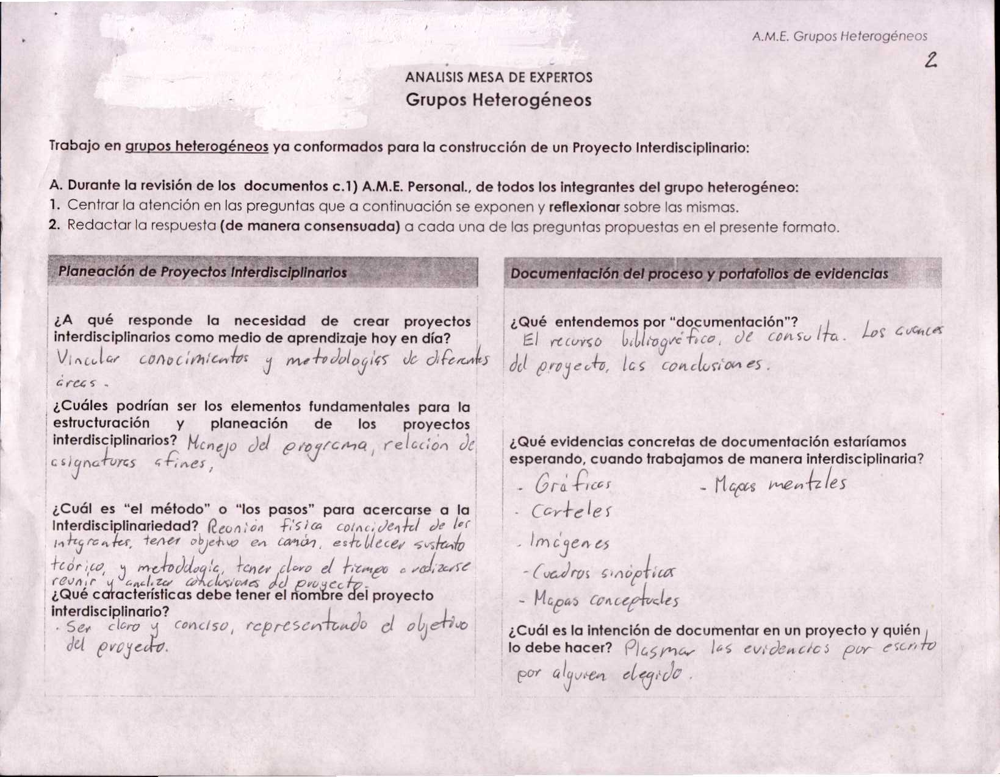 A.M.E. Grupos Heterogéneos
2
ANALISIS MESA DE EXPERTOS
Grupos Heterogéneos
Trabajo en grupos heterogéneos ya conformados para la construcción de un Proyecto Interdisciplinario:
A. Durante la revisión de los documentos c.1) A.M.E. Personal., de todos los integrantes del grupo heterogéneo:
1. Centrar la atención en las preguntas que a continuación se exponen y reflexionar sobre las mismas.
2. Redactar la respuesta (de manera consensuada) a cada una de las preguntas propuestas en el presente formato.
Planeación de Proyectos Interdisciplinarios
¿A qué responde la necesidad de crear proyectos
interdisciplinarios como medio de aprendizaje hoy en día?
Vincular conocimientos y metodologías de diferentes
áreas.
¿Cuáles podrían ser los elementos fundamentales para la
estructuración y planeación de los proyectos
interdisciplinarios? Manejo del programa, relación de
asignaturas afines,
¿Cuál es "el método" o "los pasos" para acercarse a la
Interdisciplinariedad? Reunión física coincidental de los
integrantes, tener objetivo en común, establecer sustento
teórico, y metodología, tener claro el tiempo a realizarse
reunir y analizar conclusiones del proyecto.
¿Qué características debe tener el nombre del proyecto
interdisciplinario?
. Ser claro y conciso, representando el objetivo
del proyecto.
Documentación del proceso y portafolios de evidencias
¿Qué entendemos por "documentación"?
El recurso bibliográfico, de consulta. Los avances
del proyecto, las conclusiones.
¿Qué evidencias concretas de documentación estaríamos
esperando, cuando trabajamos de manera interdisciplinaria?
- Gráficas - Mapas mentales
- Carteles
- Imágenes
- Cuadros sinópticos
- Mapas conceptuales
¿Cuál es la intención de documentar en un proyecto y quién
lo debe hacer? Plasmar las evidencias por escrito
por alguien elegido.